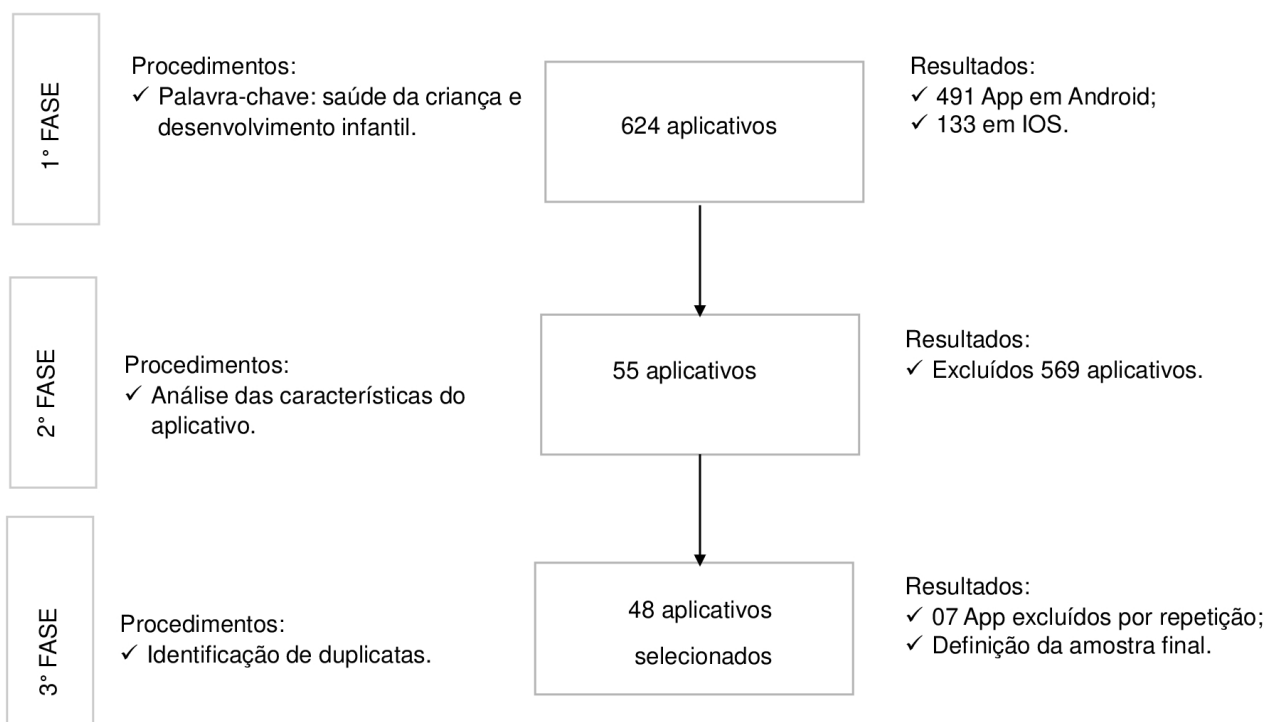 1° FASE
Procedimentos:
✓ Palavra-chave: saúde da criança e
desenvolvimento infantil.
624 aplicativos
Resultados:
✓ 491 App em Android;
✓ 133 em IOS.
2° FASE
Procedimentos:
✓ Análise das características do
aplicativo.
55 aplicativos
Resultados:
✓ Excluídos 569 aplicativos.
3° FASE
Procedimentos:
✓ Identificação de duplicatas.
48 aplicativos
selecionados
Resultados:
✓ 07 App excluídos por repetição;
✓ Definição da amostra final.